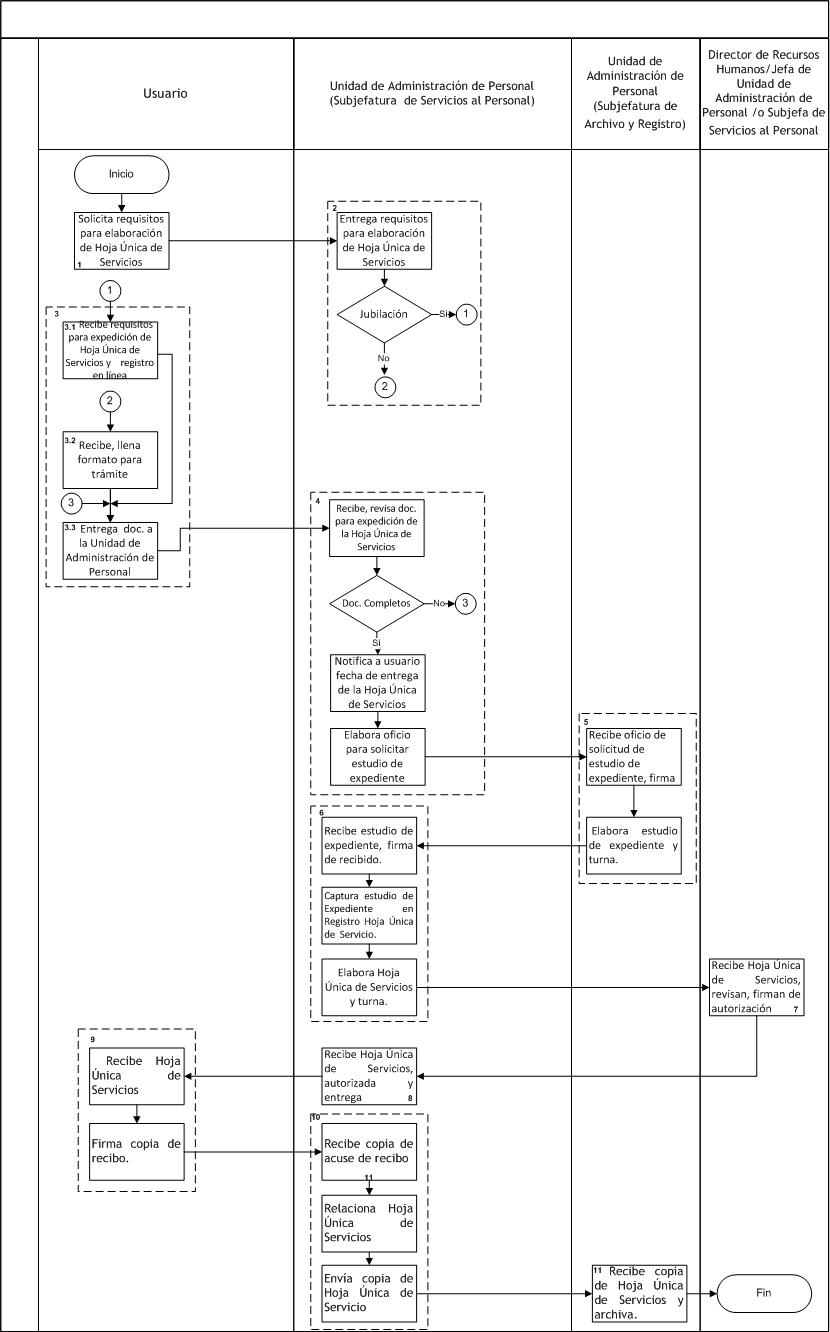 Usuario
Unidad de Administración de Personal
(Subjefatura de Servicios al Personal)
Unidad de
Administración de
Personal
(Subjefatura de
Archivo y Registro)
Director de Recursos
Humanos/Jefa de
Unidad de
Administración de
Personal /o Subjefa de
Servicios al Personal
Inicio
Solicita requisitos
para elaboración
de Hoja Única de
Servicios
1
2
Entrega requisitos
para elaboración
de Hoja Única de
Servicios
Jubilación
Si
1
No
2
1
3
3.1 Recibe requisitos
para expedición de
Hoja Única de
Servicios y registro
en línea
2
3.2
Recibe, llena
formato para
trámite
3
3.3 Entrega doc. a
la Unidad de
Administración de
Personal
4
Recibe, revisa doc.
para expedición de
la Hoja Única de
Servicios
Doc. Completos
No
3
Si
Notifica a usuario
fecha de entrega
de la Hoja Única
de Servicios
Elabora oficio
para solicitar
estudio de
expediente
5
Recibe oficio de
solicitud de
estudio de
expediente, firma
Elabora estudio
de expediente y
turna.
6
Recibe estudio de
expediente, firma
de recibido.
Captura estudio de
Expediente en
Registro Hoja Única
de Servicio.
Elabora Hoja
Única de Servicios
y turna.
Recibe Hoja Única
de Servicios,
revisan, firman de
autorización 7
Recibe Hoja Única
de Servicios,
autorizada y
entrega 8
9
Recibe Hoja
Única de
Servicios
Firma copia de
recibo.
10
Recibe copia de
acuse de recibo
11
Relaciona Hoja
Única de
Servicios
Envía copia de
Hoja Única de
Servicio
11 Recibe copia
de Hoja Única
de Servicios y
archiva.
Fin